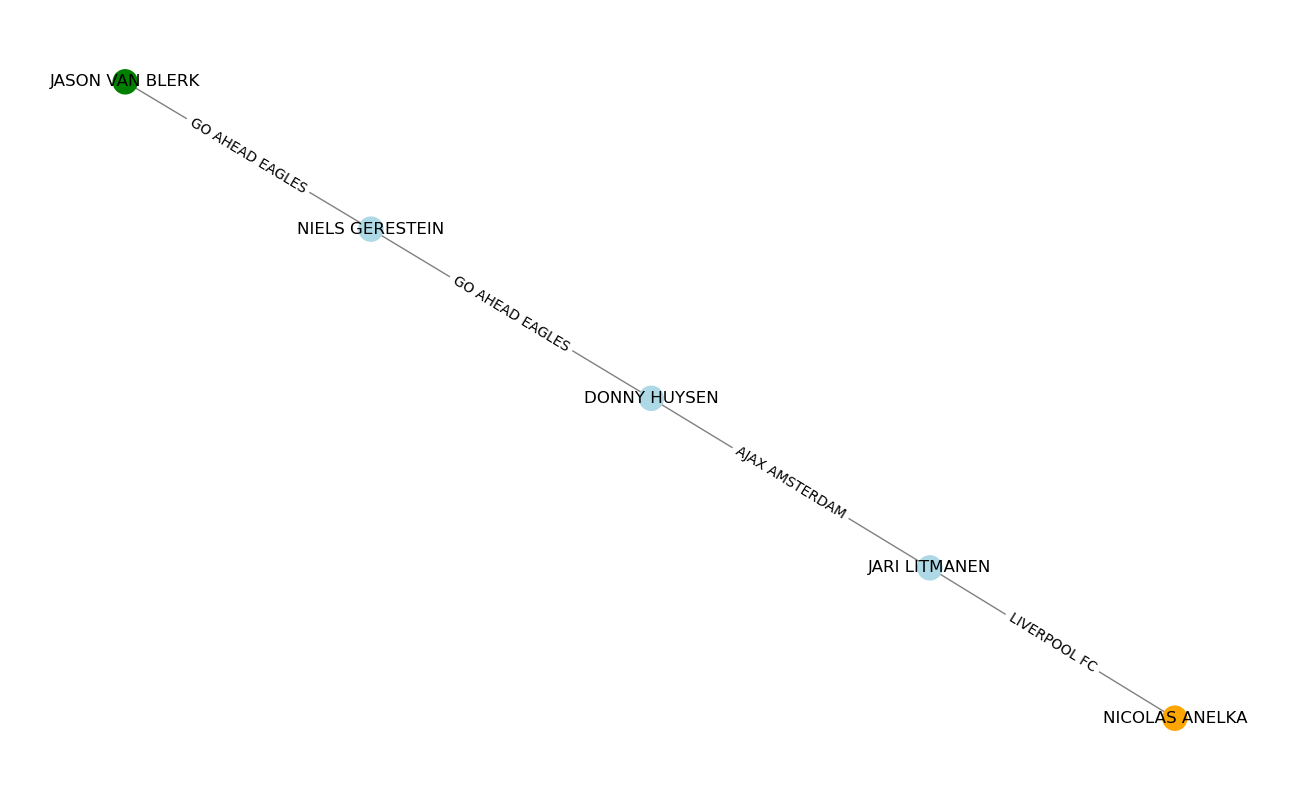 JASON VAN BLERK
GO AHEAD EAGLES
NIELS GERESTEIN
GO AHEAD EAGLES
DONNY HUYSEN
AJAX AMSTERDAM
JARI LITMANEN
LIVERPOOL FC
NICOLAS ANELKA